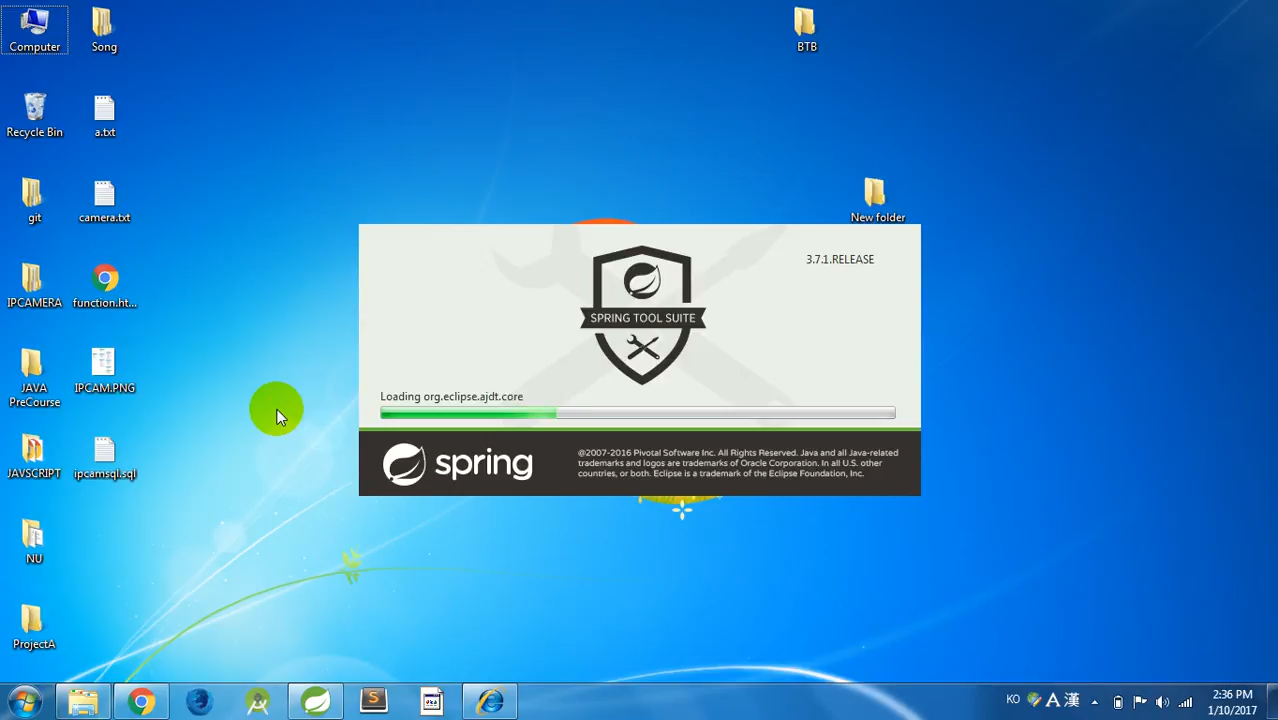 Computer
Song
BTB
Recycle Bin
a.txt
git
camera.txt
New folder
IPCAMERA
function.ht...
JAVA
PreCourse
IPCAM.PNG
JAVSCRIPT
ipcamsql.sql
NU
ProjectA
3.7.1.RELEASE
SPRING TOOL SUITE
Loading org.eclipse.ajdt.core
spring
@2007-2016 Pivotal Software Inc. All Rights Reserved. Java and all Java-related
trademarks and logos are trademarks of Oracle Corporation. In all U.S. other
countries, or both. Eclipse is a trademark of the Eclipse Foundation, Inc.
KO
A 漢
2:36 PM
1/10/2017